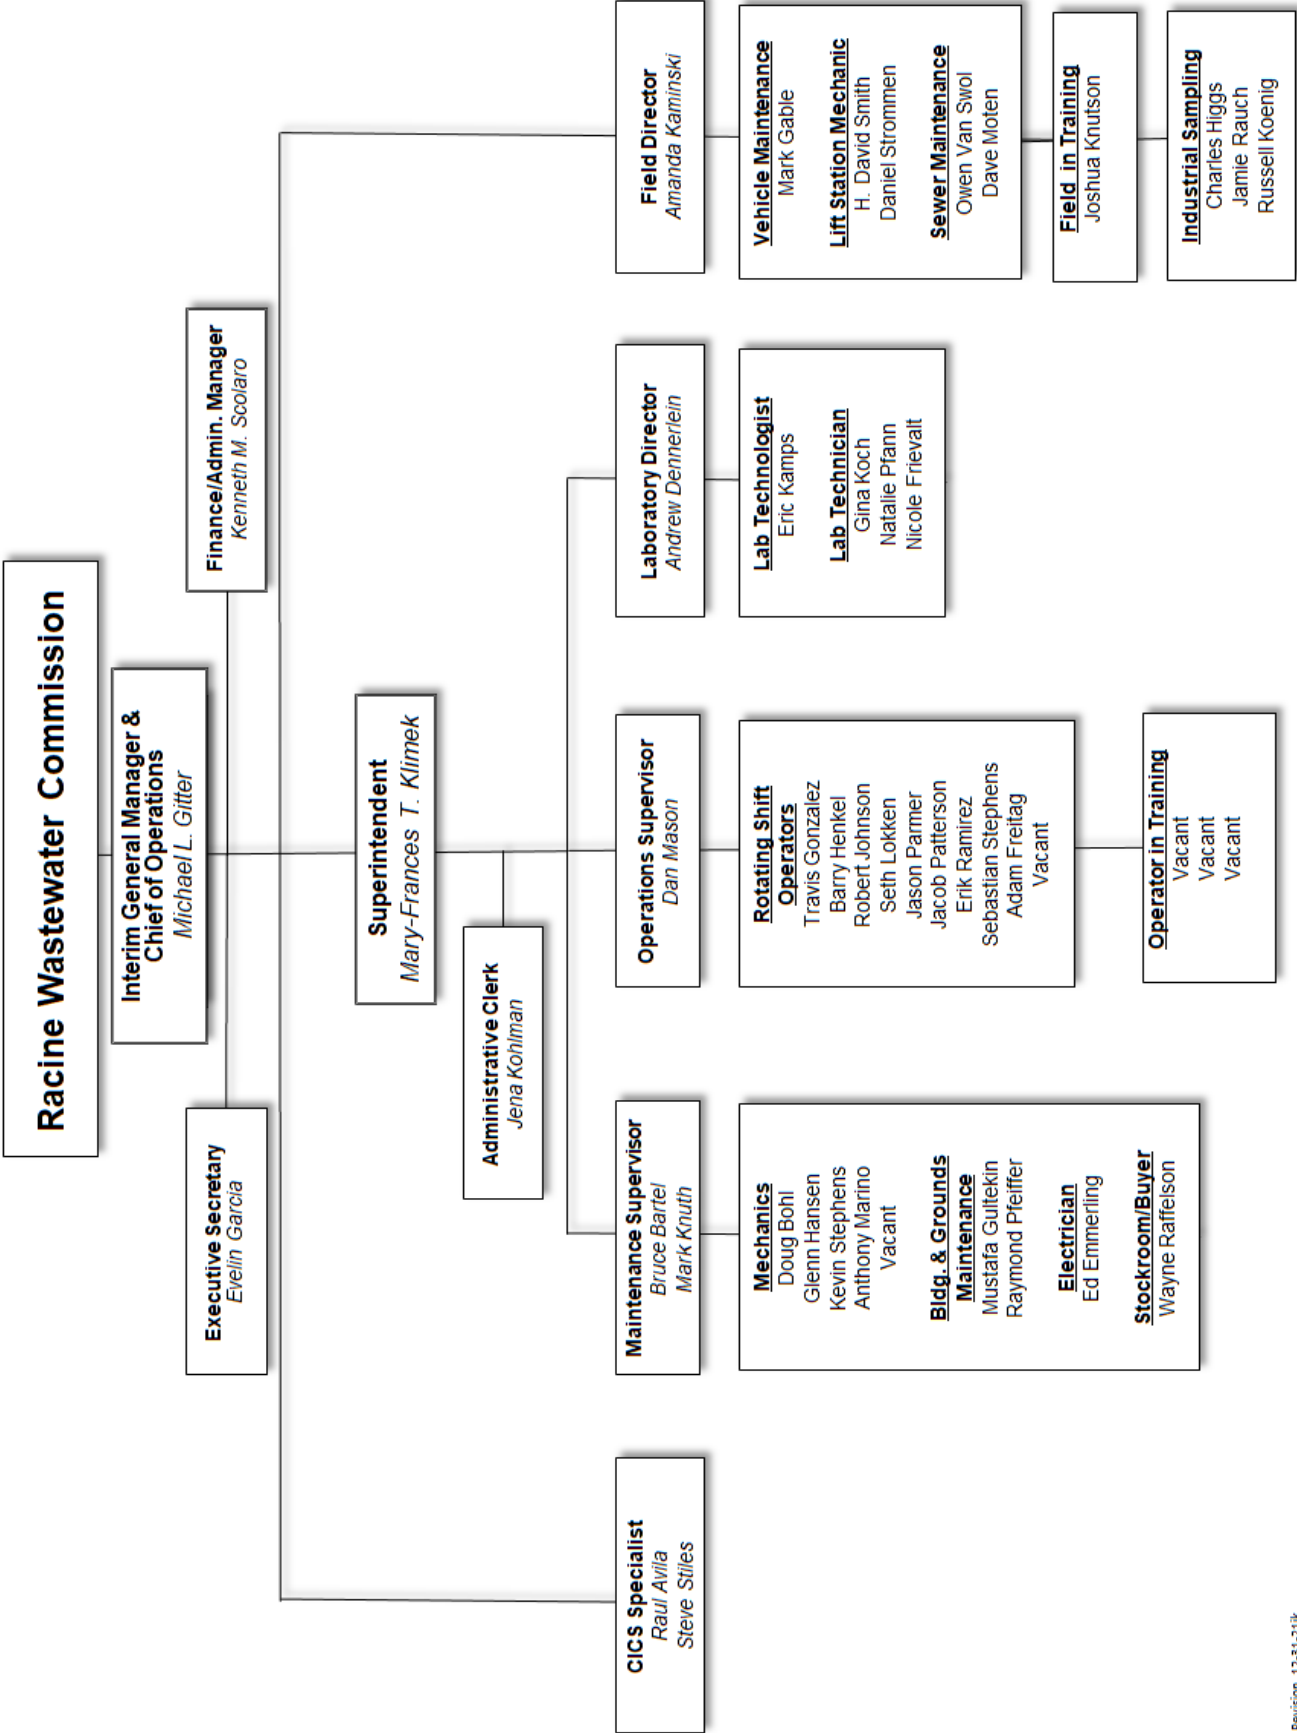 Racine Wastewater Commission
Interim General Manager &
Chief of Operations
Michael L. Gitter
Executive Secretary
Evelin Garcia
Finance/Admin. Manager
Kenneth M. Scolaro
Superintendent
Mary-Frances T. Klimek
Administrative Clerk
Jena Kohlman
CICS Specialist
Raul Avila
Steve Stiles
Maintenance Supervisor
Bruce Bartel
Mark Knuth
Mechanics
Doug Bohl
Glenn Hansen
Kevin Stephens
Anthony Marino
Vacant
Bldg. & Grounds
Maintenance
Mustafa Gultekin
Raymond Pfeiffer
Electrician
Ed Emmerling
Stockroom/Buyer
Wayne Raffelson
Operations Supervisor
Dan Mason
Rotating Shift
Operators
Travis Gonzalez
Barry Henkel
Robert Johnson
Seth Lokken
Jason Parmer
Jacob Patterson
Erik Ramirez
Sebastian Stephens
Adam Freitag
Vacant
Operator in Training
Vacant
Vacant
Vacant
Laboratory Director
Andrew Dennerlein
Lab Technologist
Eric Kamps
Lab Technician
Gina Koch
Natalie Pfann
Nicole Frievalt
Field Director
Amanda Kaminski
Vehicle Maintenance
Mark Gable
Lift Station Mechanic
H. David Smith
Daniel Strommen
Sewer Maintenance
Owen Van Swol
Dave Moten
Field in Training
Joshua Knutson
Industrial Sampling
Charles Higgs
Jamie Rauch
Russell Koenig
Revision